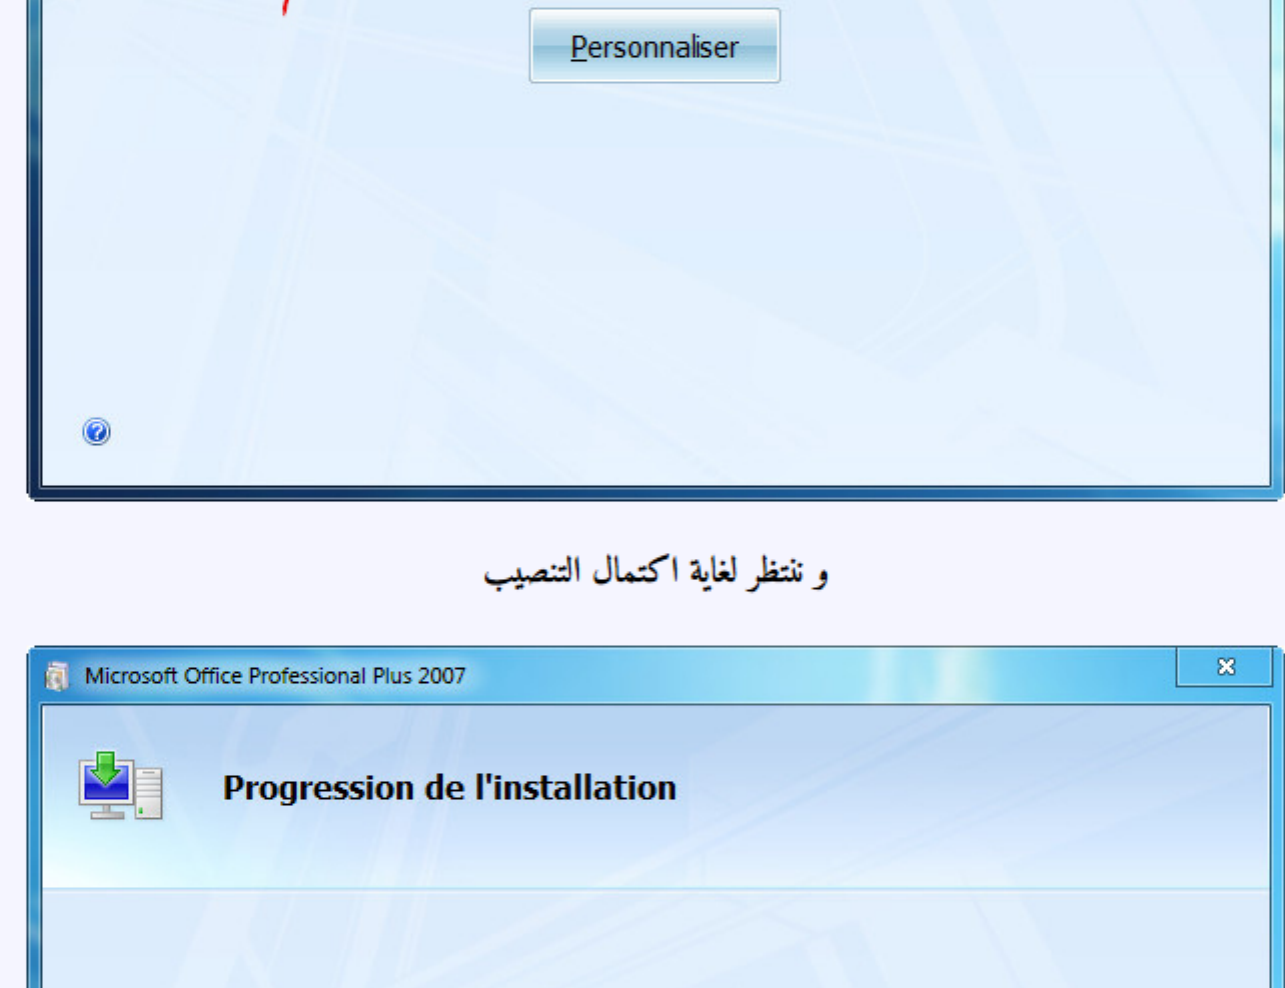 Personnaliser
و ننتظر لغاية اكتمال التنصيب
Microsoft Office Professional Plus 2007
Progression de l'installation